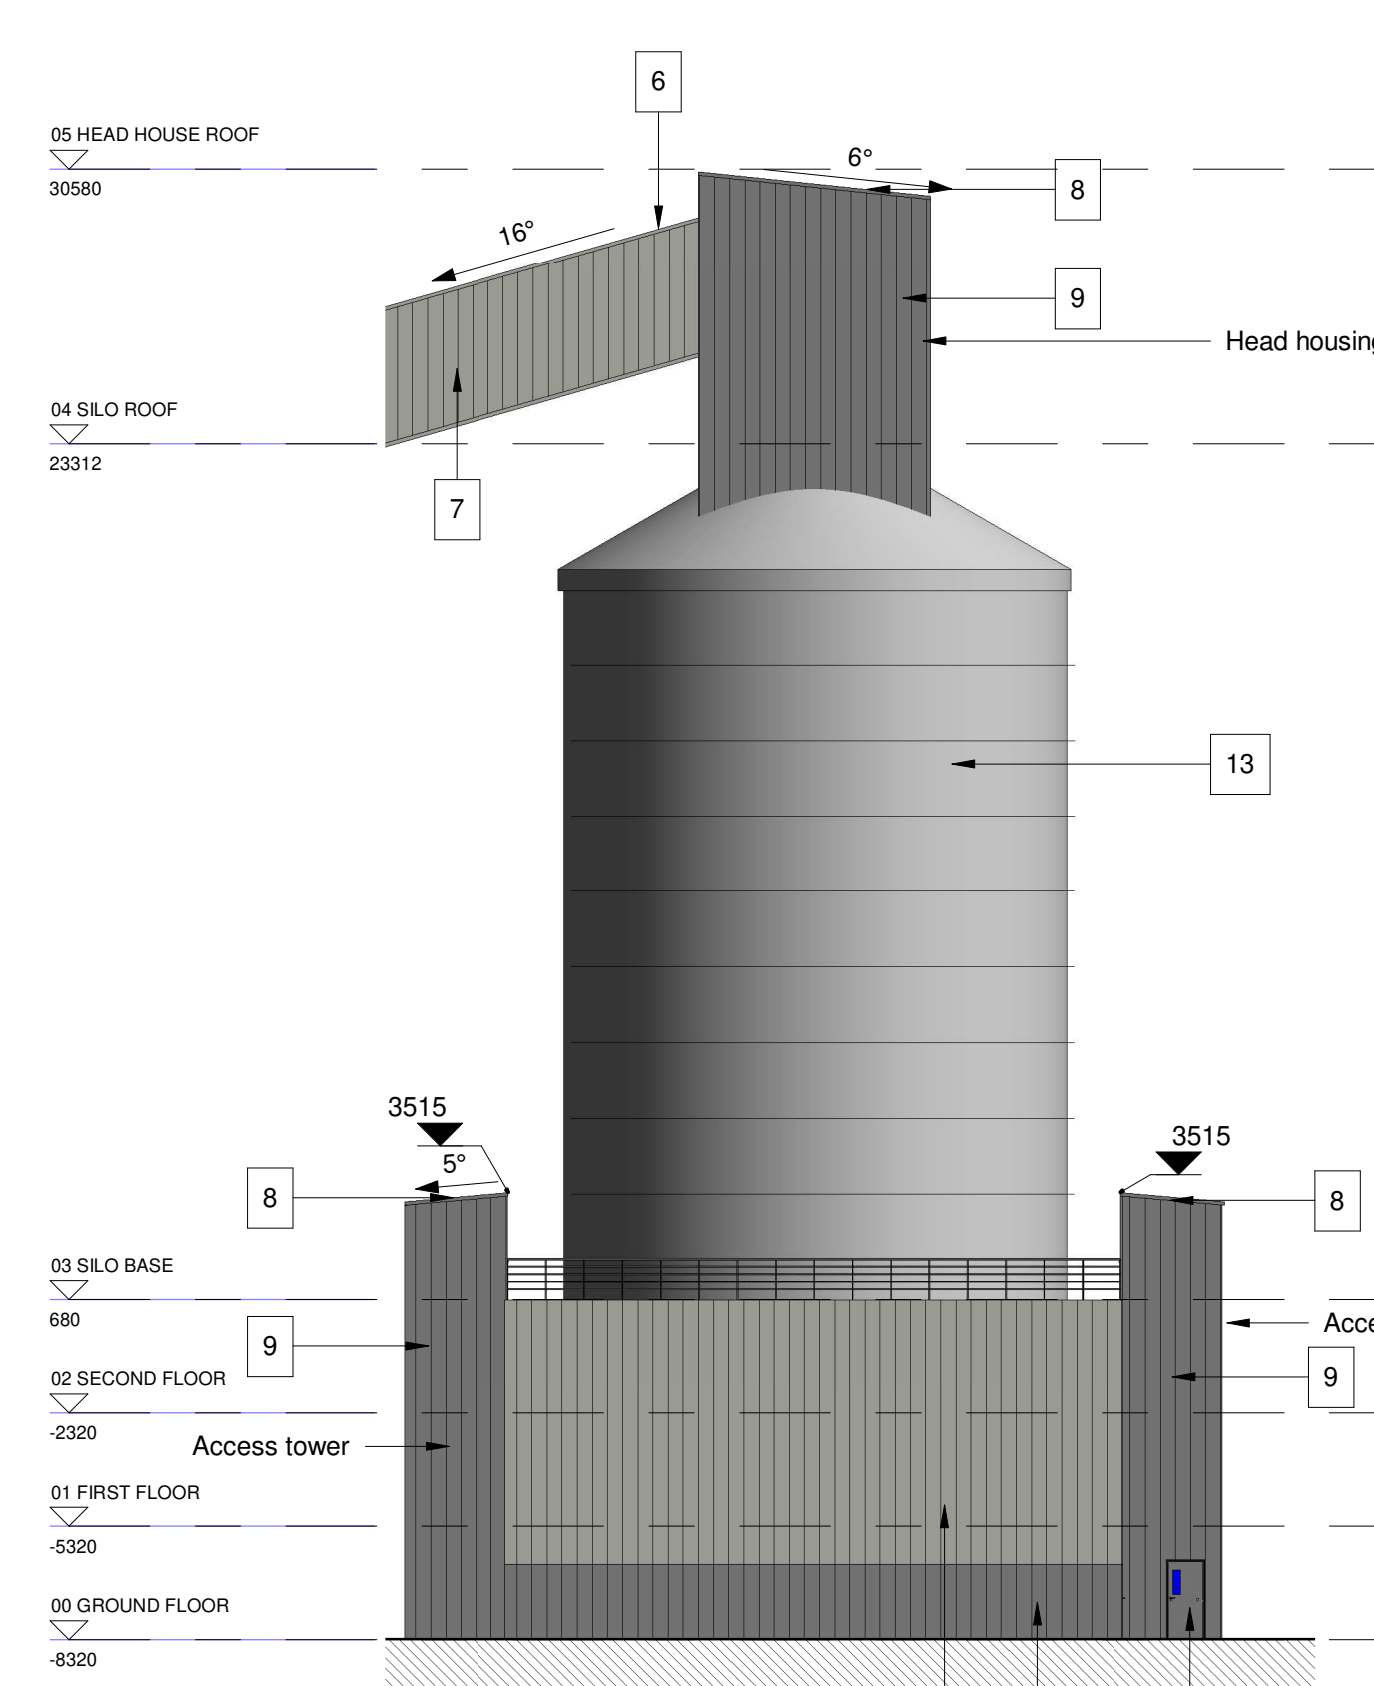 6
05 HEAD HOUSE ROOF
30580
6°
8
16°
9
Head housing
04 SILO ROOF
23312
7
13
3515
3515
5°
8
8
03 SILO BASE
680
9
Acce
02 SECOND FLOOR
-2320
9
Access tower
01 FIRST FLOOR
-5320
00 GROUND FLOOR
-8320